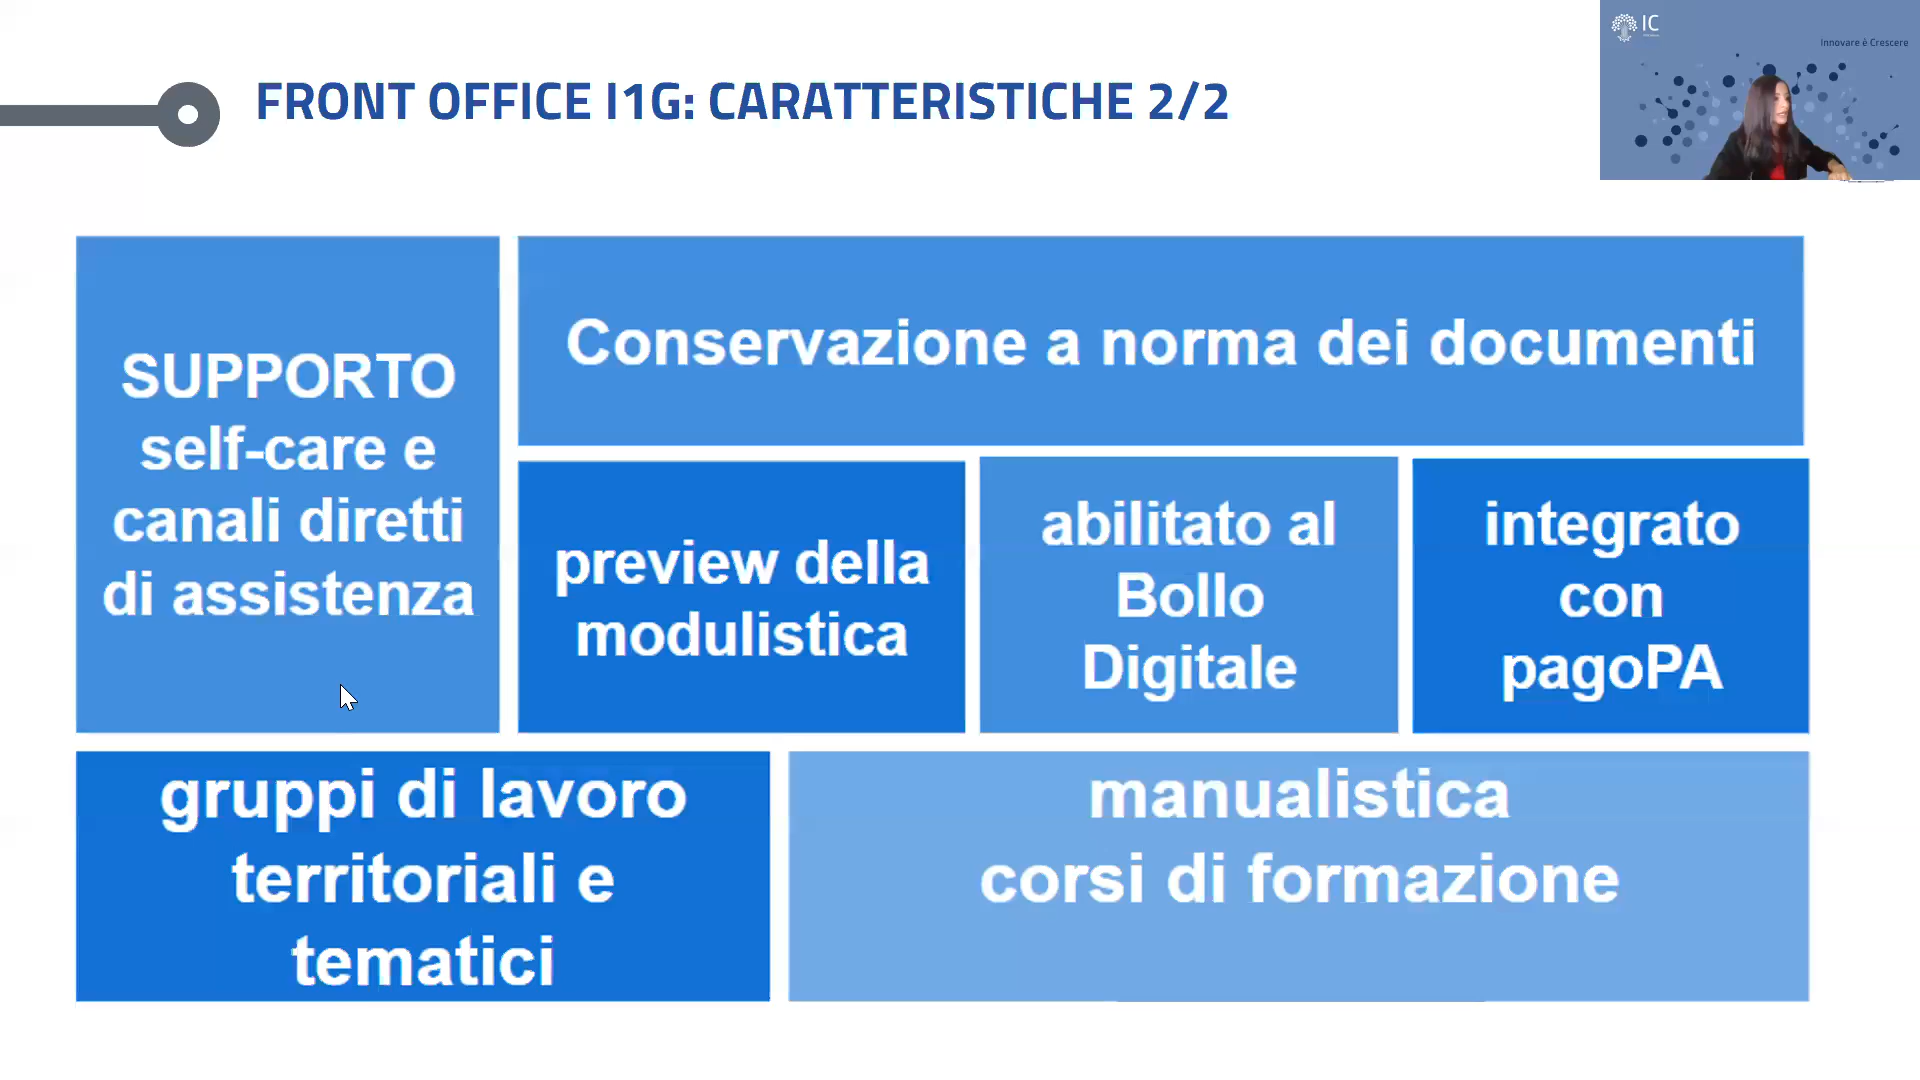 FRONT OFFICE I1G: CARATTERISTICHE 2/2
IC
Innovare è Crescere
SUPPORTO
self-care e
canali diretti
di assistenza
Conservazione a norma dei documenti
preview della
modulistica
abilitato al
Bollo
Digitale
integrato
con
pagoPA
gruppi di lavoro
territoriali e
tematici
manualistica
corsi di formazione